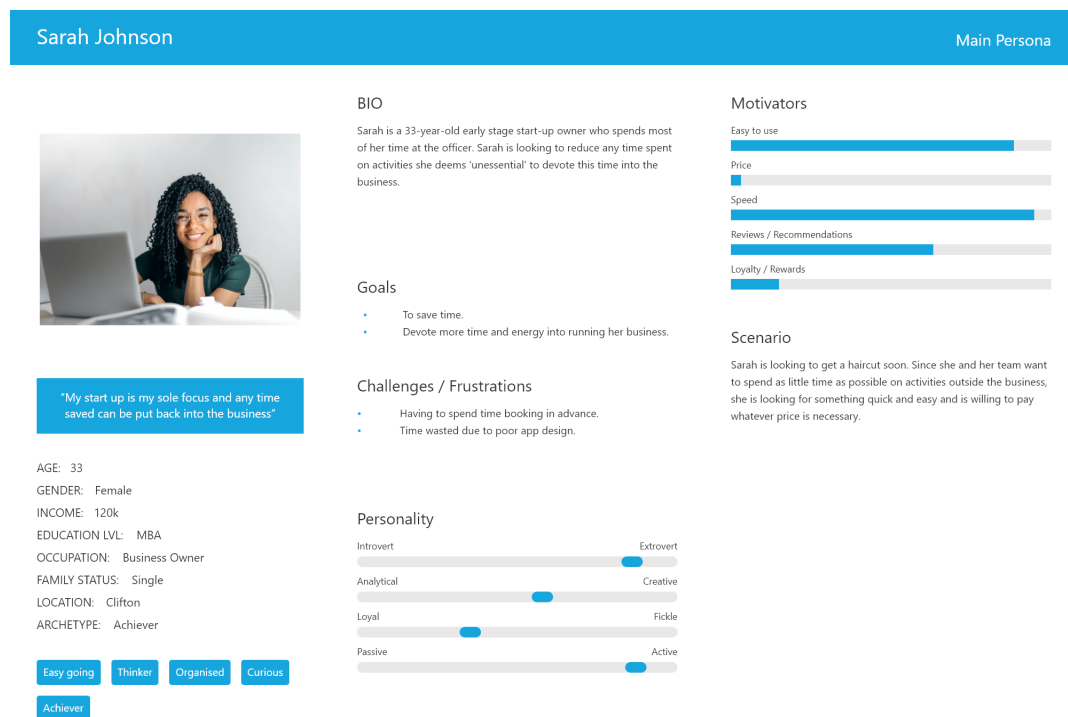 Sarah Johnson
Main Persona
“My start up is my sole focus and any time
saved can be put back into the business”
AGE: 33
GENDER: Female
INCOME: 120k
EDUCATION LVL: MBA
OCCUPATION: Business Owner
FAMILY STATUS: Single
LOCATION: Clifton
ARCHETYPE: Achiever
Easy going
Thinker
Organised
Curious
Achiever
BIO
Sarah is a 33-year-old early stage start-up owner who spends most
of her time at the officer. Sarah is looking to reduce any time spent
on activities she deems 'unessential' to devote this time into the
business.
Goals
• To save time.
• Devote more time and energy into running her business.
Challenges / Frustrations
• Having to spend time booking in advance.
• Time wasted due to poor app design.
Personality
Introvert Extrovert
Analytical Creative
Loyal Fickle
Passive Active
Motivators
Easy to use
Price
Speed
Reviews / Recommendations
Loyalty / Rewards
Scenario
Sarah is looking to get a haircut soon. Since she and her team want
to spend as little time as possible on activities outside the business,
she is looking for something quick and easy and is willing to pay
whatever price is necessary.